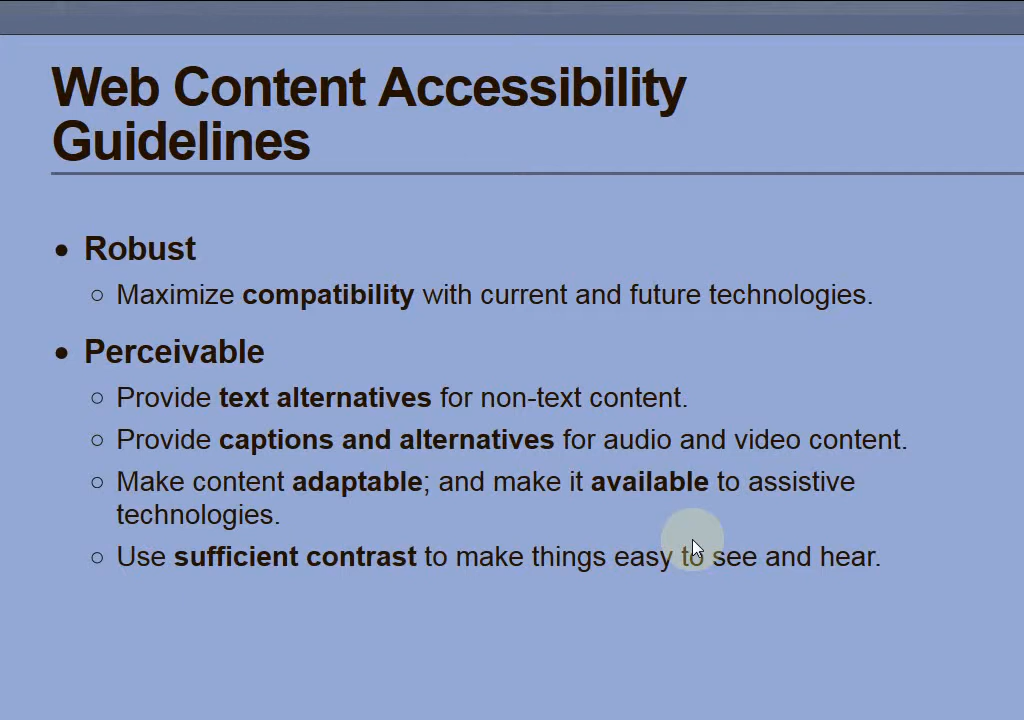 Web Content Accessibility
Guidelines
• Robust
○ Maximize compatibility with current and future technologies.
• Perceivable
○ Provide text alternatives for non-text content.
○ Provide captions and alternatives for audio and video content.
○ Make content adaptable; and make it available to assistive
technologies.
○ Use sufficient contrast to make things easy to see and hear.